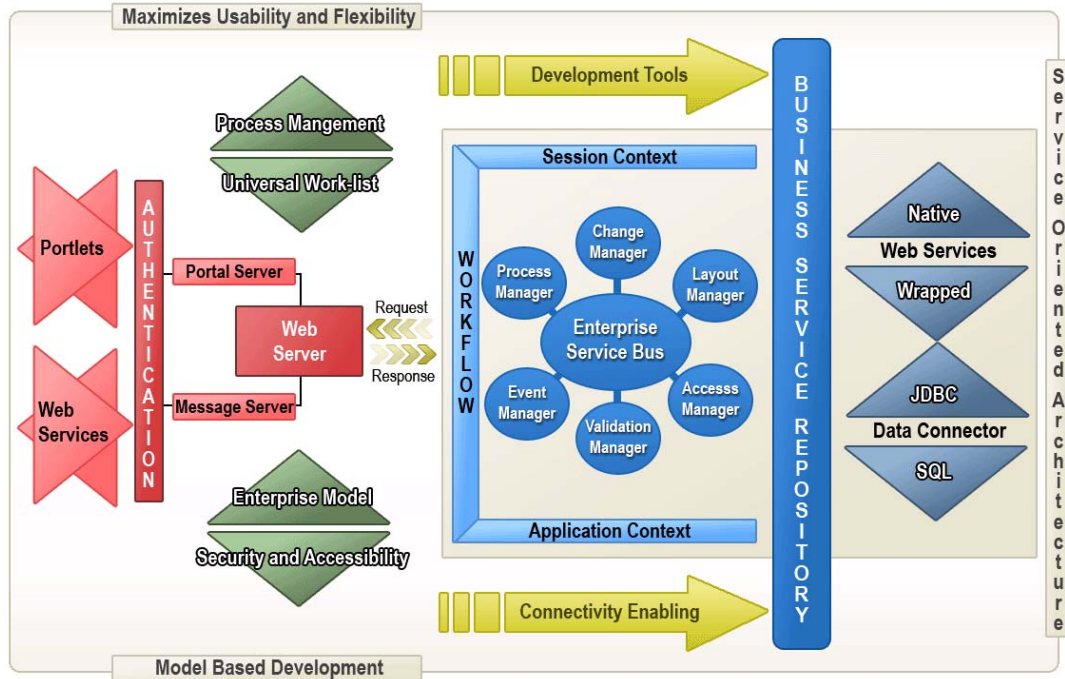 Maximizes Usability and Flexibility
Development Tools
Process Mangement
Universal Work-list
Portlets
Web
Services
AUTHENTICATION
Portal Server
Web
Server
Message Server
Request
Response
Enterprise Model
Security and Accessibility
Session Context
WORKFLOW
Change
Manager
Process
Manager
Layout
Manager
Enterprise
Service Bus
Event
Manager
Accesss
Manager
Validation
Manager
Application Context
Connectivity Enabling
BUSINESS SERVICE REPOSITORY
Native
Web Services
Wrapped
JDBC
Data Connector
SQL
Service Oriented Architecture
Model Based Development